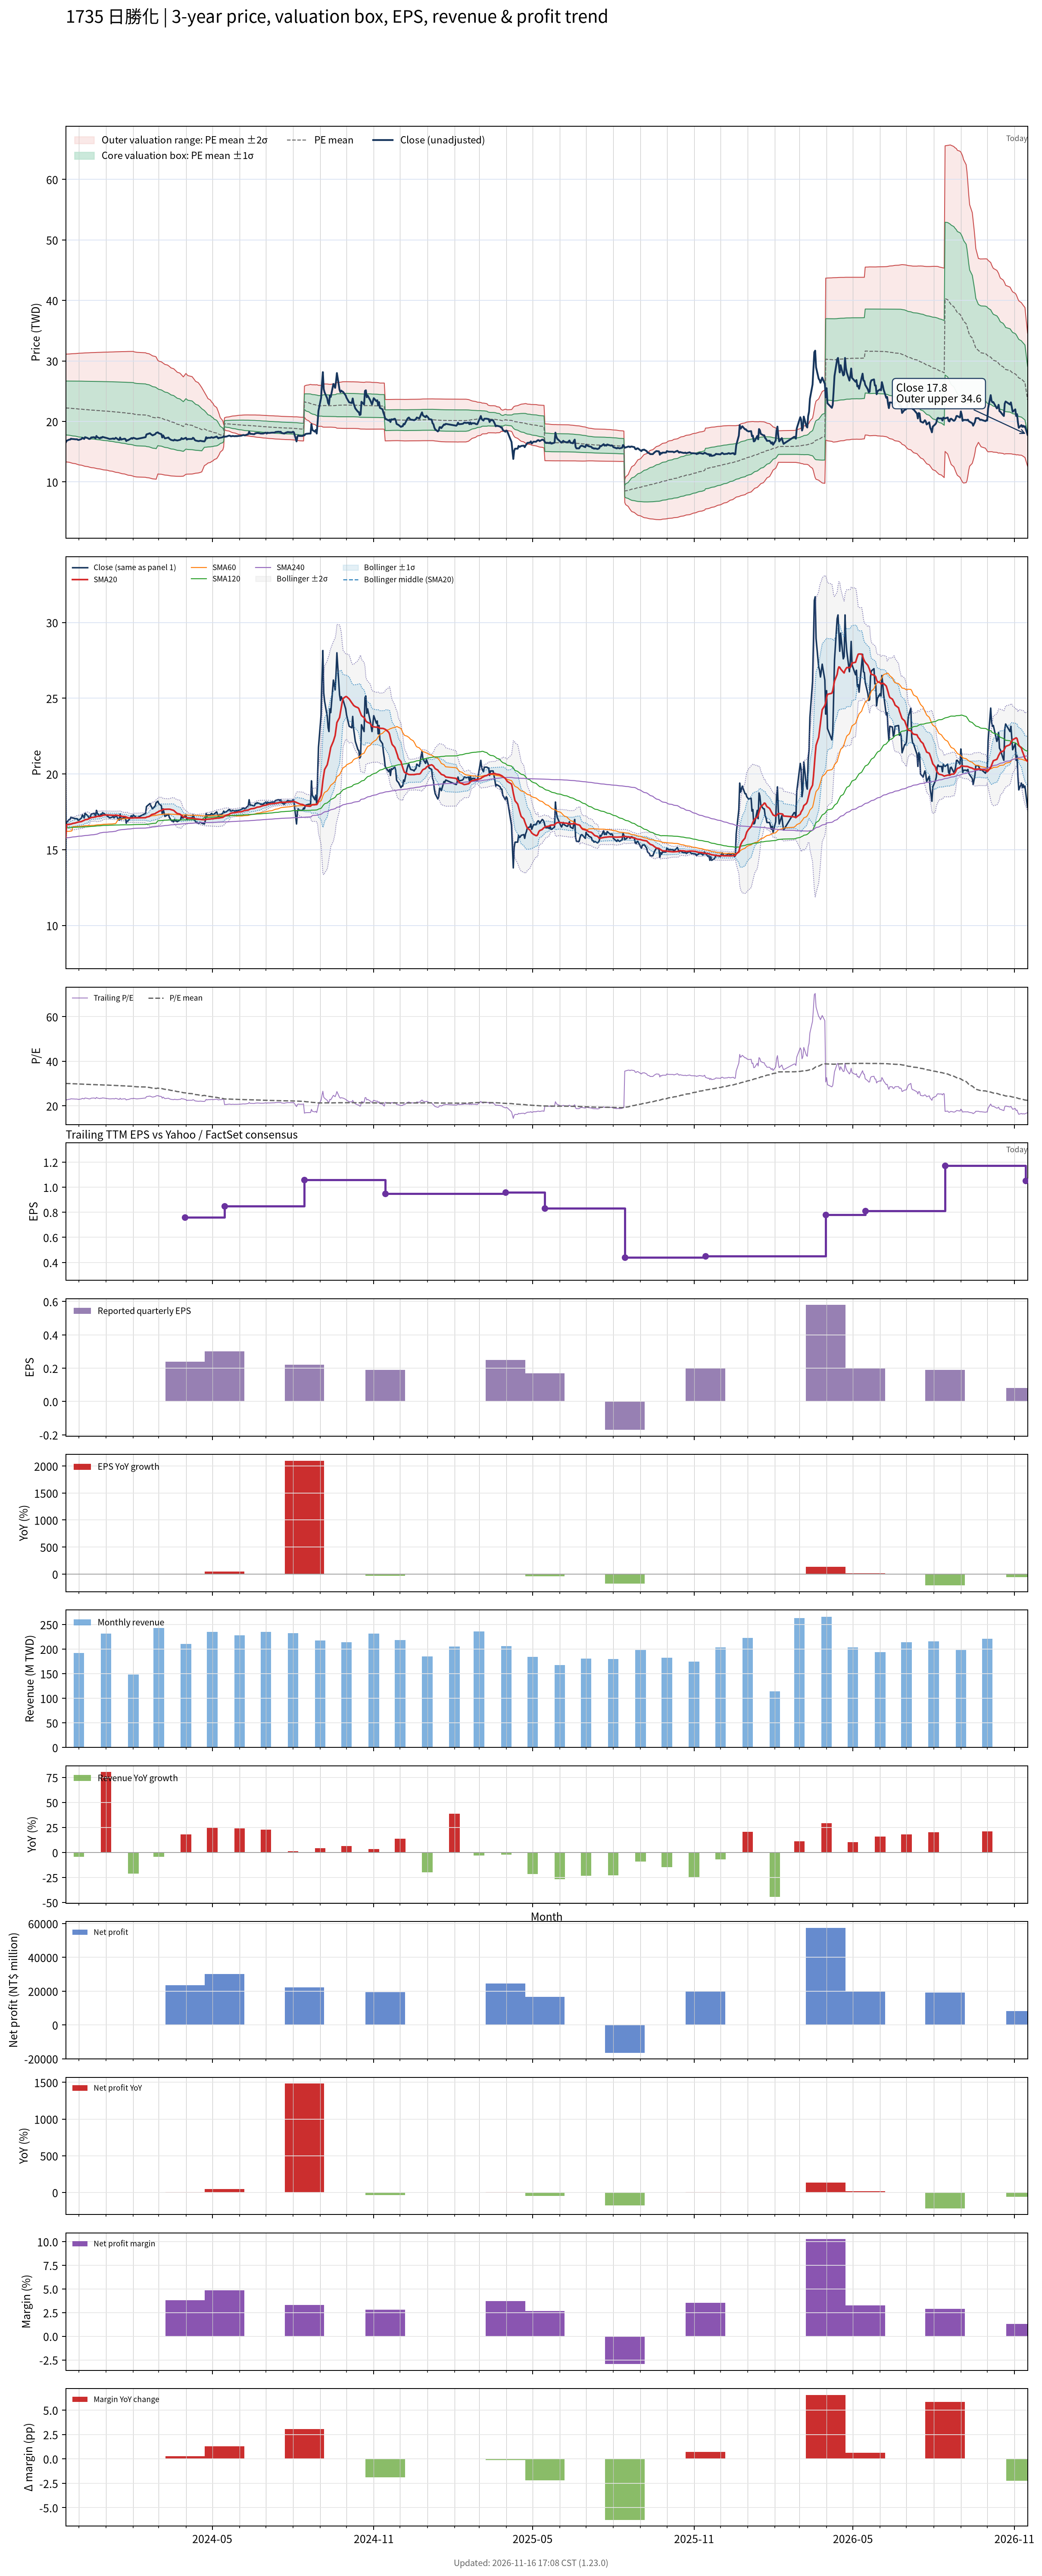 1735 日勝化 | 3-year price, valuation box, EPS, revenue & profit trend
Outer valuation range: PE mean ±2σ
Core valuation box: PE mean ±1σ
PE mean
Close (unadjusted)
Today
Close 17.8
Outer upper 34.6
Price (TWD)
60
50
40
30
20
10
Close (same as panel 1)
SMA20
SMA60
SMA120
SMA240
Bollinger ±2σ
Bollinger ±1σ
Bollinger middle (SMA20)
Price
30
25
20
15
10
Trailing P/E
P/E mean
P/E
60
40
20
Trailing TTM EPS vs Yahoo / FactSet consensus
Today
EPS
1.2
1.0
0.8
0.6
0.4
Reported quarterly EPS
EPS
0.6
0.4
0.2
0.0
-0.2
EPS YoY growth
YoY (%)
2000
1500
1000
500
0
Monthly revenue
Revenue (M TWD)
250
200
150
100
50
0
Revenue YoY growth
YoY (%)
75
50
25
0
-25
-50
Month
Net profit
Net profit (NT$ million)
60000
40000
20000
0
-20000
Net profit YoY
YoY (%)
1500
1000
500
0
Net profit margin
Margin (%)
10.0
7.5
5.0
2.5
0.0
-2.5
Margin YoY change
Δ margin (pp)
5.0
2.5
0.0
-2.5
-5.0
2024-05
2024-11
2025-05
2025-11
2026-05
2026-11
Updated: 2026-11-16 17:08 CST (1.23.0)